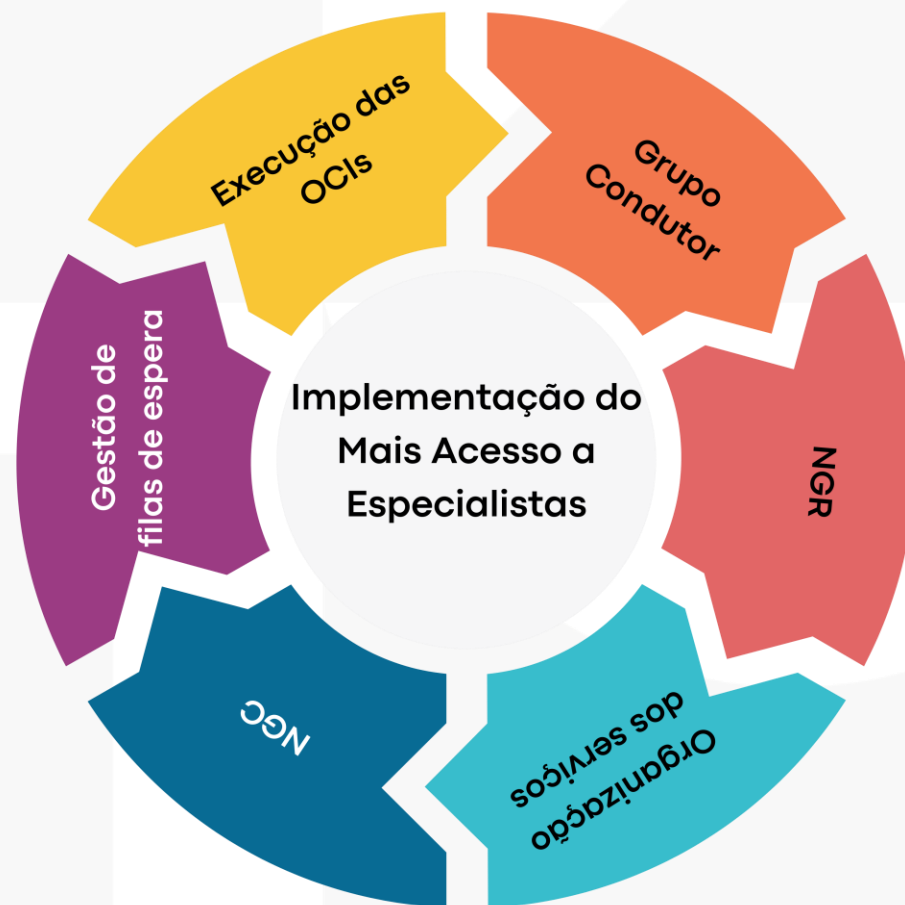 Implementação do
Mais Acesso a
Especialistas
Grupo
Condutor
NGR
Organização
dos serviços
NGC
Gestão de
filas de espera
Execução das
OCIs